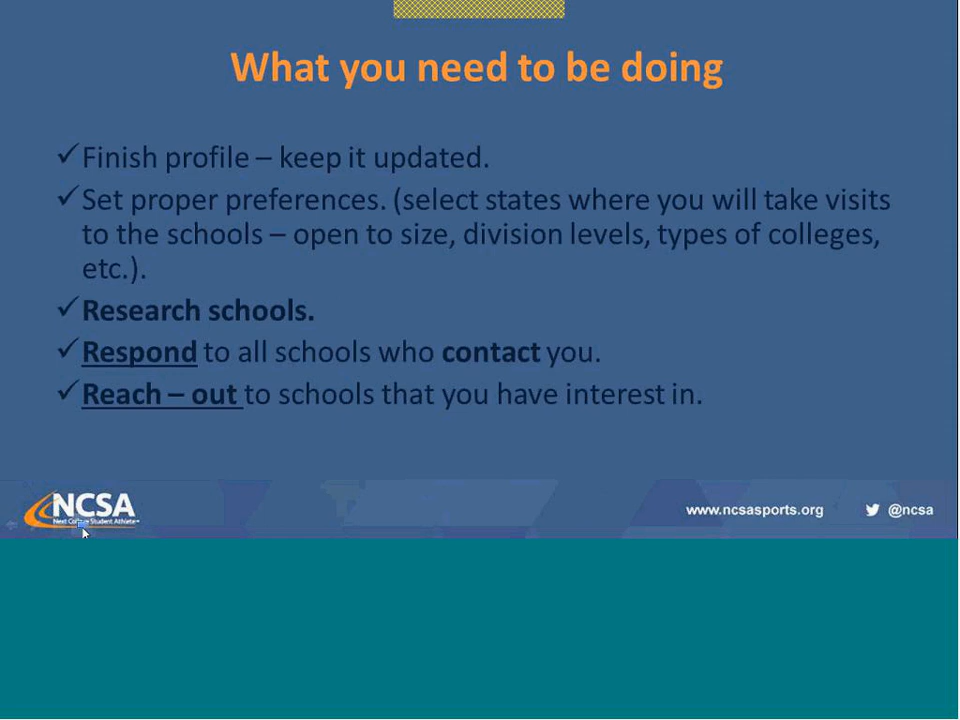 What you need to be doing
✓Finish profile – keep it updated.
✓Set proper preferences. (select states where you will take visits
to the schools – open to size, division levels, types of colleges,
etc.).
✓Research schools.
✓Respond to all schools who contact you.
✓Reach – out to schools that you have interest in.
NCSA
Next College Student Athlete™
www.ncsasports.org @ncsa